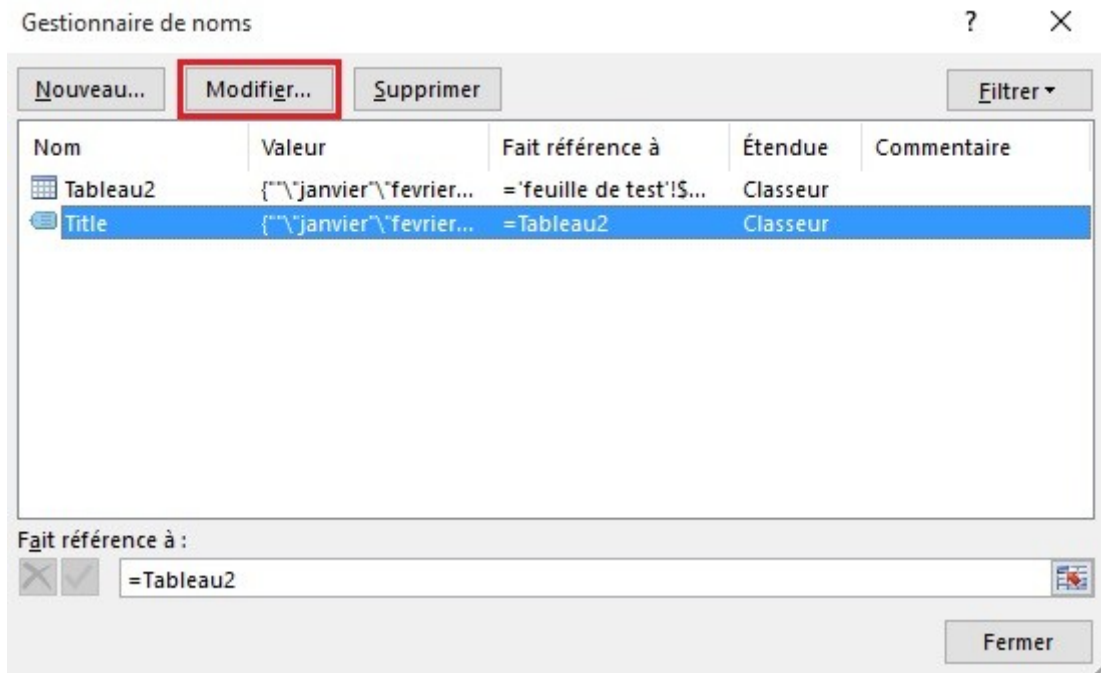 Gestionnaire de noms ?
Nouveau... Modifier... Supprimer Filtrer
Nom Valeur Fait référence à Étendue Commentaire
Tableau2 {""\"janvier"\"fevrier... ='feuille de test'!$... Classeur
Title {""\"janvier"\"fevrier... =Tableau2 Classeur
Fait référence à :
=Tableau2
Fermer